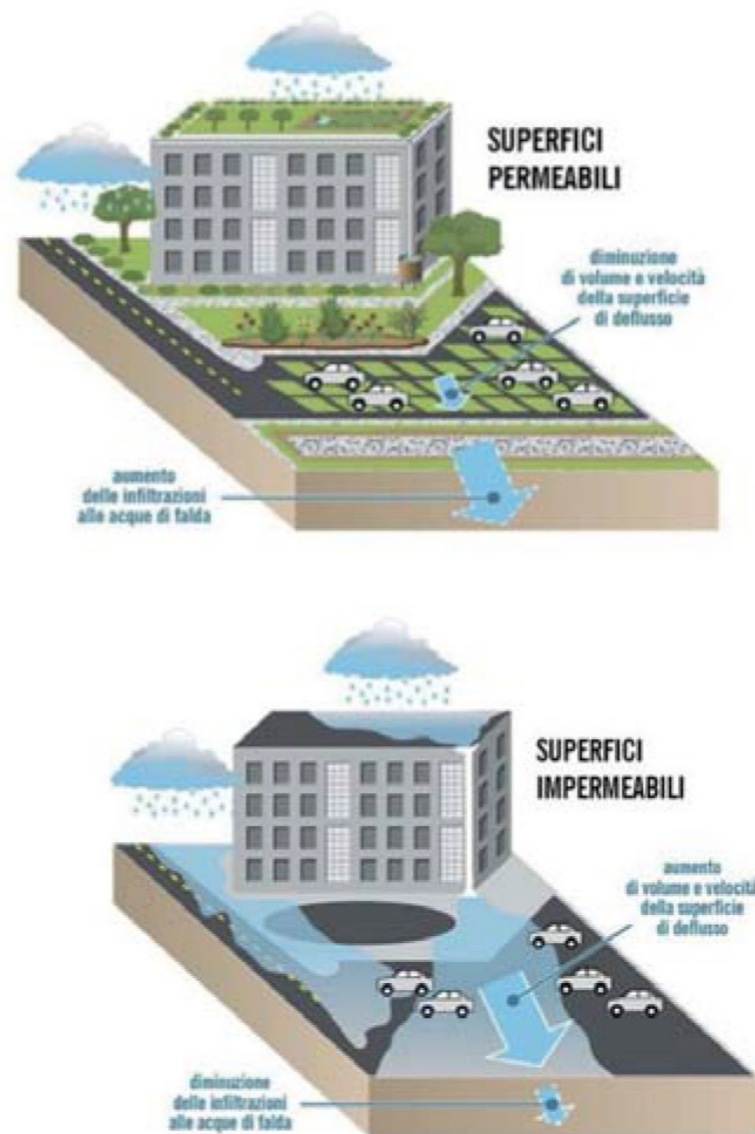 SUPERFICI
PERMEABILI
diminuzione
di volume e velocità
della superficie
di deflusso
aumento
delle infiltrazioni
alle acque di falda
SUPERFICI
IMPERMEABILI
aumento
di volume e velocità
della superficie
di deflusso
diminuzione
delle infiltrazioni
alle acque di falda